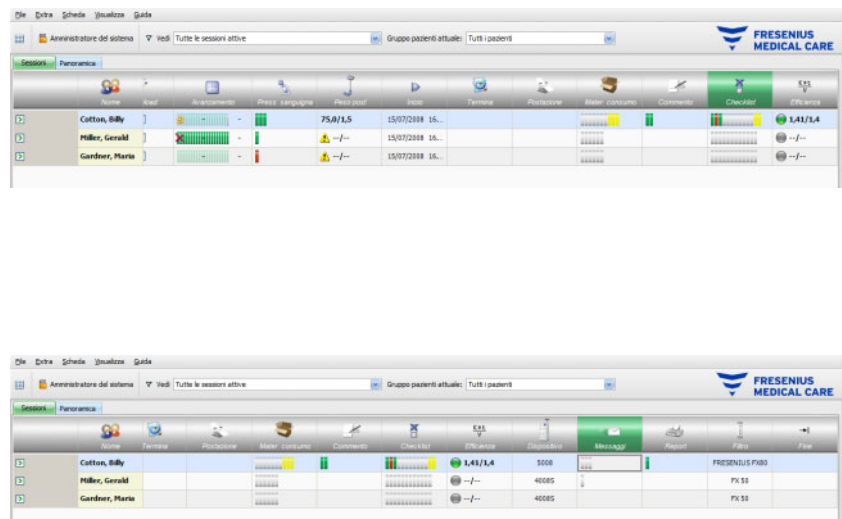 File Extra Scheda Visualizza Guida
Amministratore del sistema Vedi Tutte le sessioni attive Gruppo pazienti attuale: Tutti i pazienti
FRESENIUS
MEDICAL CARE
Sessioni Panoramica
Nome load Avanzamento Press. sanguigna Peso post Inizio Termina Postazione Mater. consumo Commento Checklist Efficienza
Cotton, Billy 75,0/1,5 15/07/2008 16... 1,41/1,4
Miller, Gerald --/-- 15/07/2008 16... --/--
Gardner, Maria --/-- 15/07/2008 16... --/--
File Extra Scheda Visualizza Guida
Amministratore del sistema Vedi Tutte le sessioni attive Gruppo pazienti attuale: Tutti i pazienti
FRESENIUS
MEDICAL CARE
Sessioni Panoramica
Nome Termina Postazione Mater. consumo Commento Checklist Efficienza Dispositivo Messaggi Report Filtro Fine
Cotton, Billy 1,41/1,4 5008 FRESENIUS FX80
Miller, Gerald --/-- 4008S FX 50
Gardner, Maria --/-- 4008S FX 50